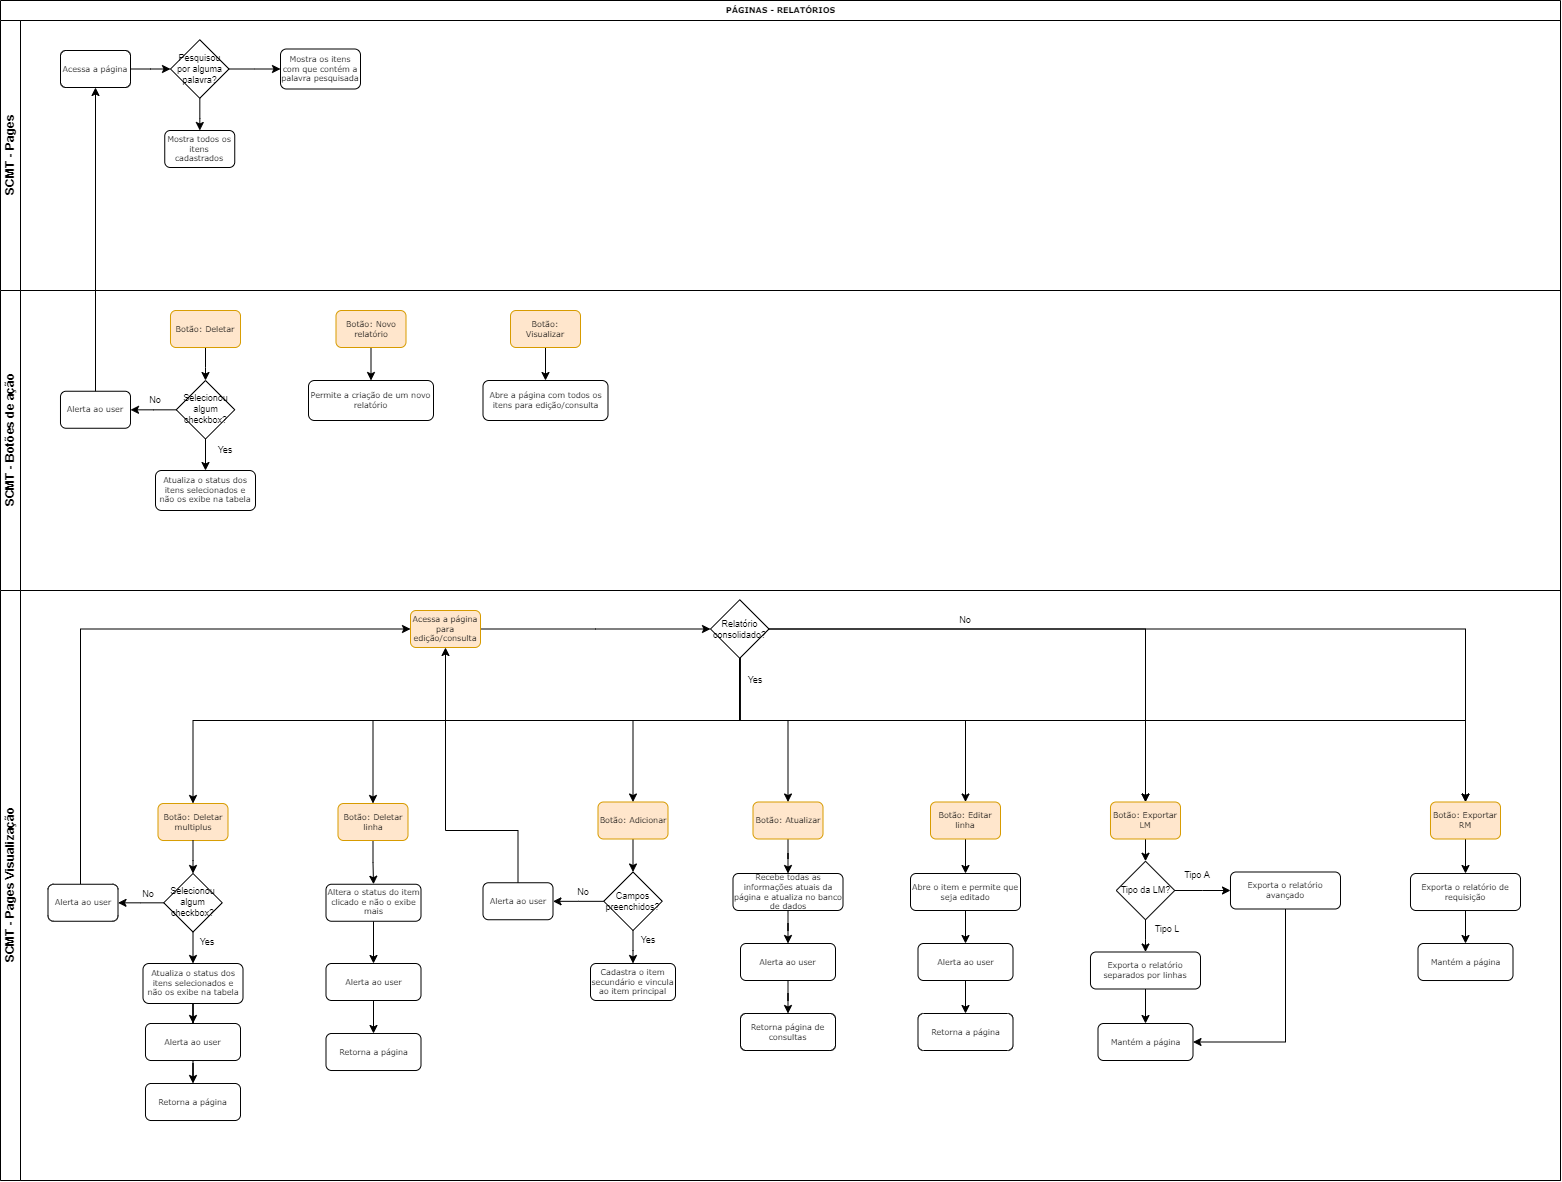 PÁGINAS - RELATÓRIOS
SCMT - Pages
Acessa a página
Pesquisou
por alguma
palavra?
Mostra os itens
com que contém a
palavra pesquisada
Mostra todos os
itens
cadastrados
SCMT - Botões de ação
Botão: Deletar
Botão: Novo
relatório
Botão:
Visualizar
Alerta ao user
No
Selecionou
algum
checkbox?
Permite a criação de um novo
relatório
Abre a página com todos os
itens para edição/consulta
Yes
Atualiza o status dos
itens selecionados e
não os exibe na tabela
SCMT - Pages Visualização
Acessa a página
para
edição/consulta
Relatório
consolidado?
No
Yes
Botão: Deletar
multiplus
Botão: Deletar
linha
Botão: Adicionar
Botão: Atualizar
Botão: Editar
linha
Botão: Exportar
LM
Botão: Exportar
RM
Alerta ao user
No
Selecionou
algum
checkbox?
Altera o status do item
clicado e não o exibe
mais
Alerta ao user
No
Campos
preenchidos?
Recebe todas as
informações atuais da
página e atualiza no banco
de dados
Abre o item e permite que
seja editado
Tipo da LM?
Tipo A
Exporta o relatório
avançado
Exporta o relatório de
requisição
Yes
Yes
Tipo L
Atualiza o status dos
itens selecionados e
não os exibe na tabela
Alerta ao user
Cadastra o item
secundário e vincula
ao item principal
Alerta ao user
Alerta ao user
Exporta o relatório
separados por linhas
Mantém a página
Alerta ao user
Retorna a página
Retorna página de
consultas
Retorna a página
Mantém a página
Retorna a página